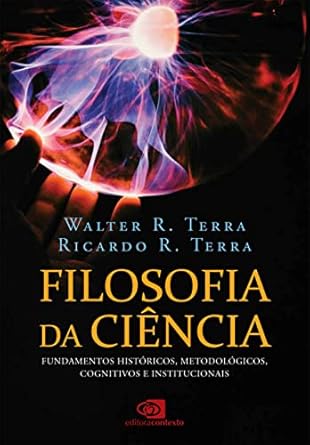 WALTER R. TERRA
RICARDO R. TERRA
FILOSOFIA
DA CIÊNCIA
FUNDAMENTOS HISTÓRICOS, METODOLÓGICOS,
COGNITIVOS E INSTITUCIONAIS
editoracontexto